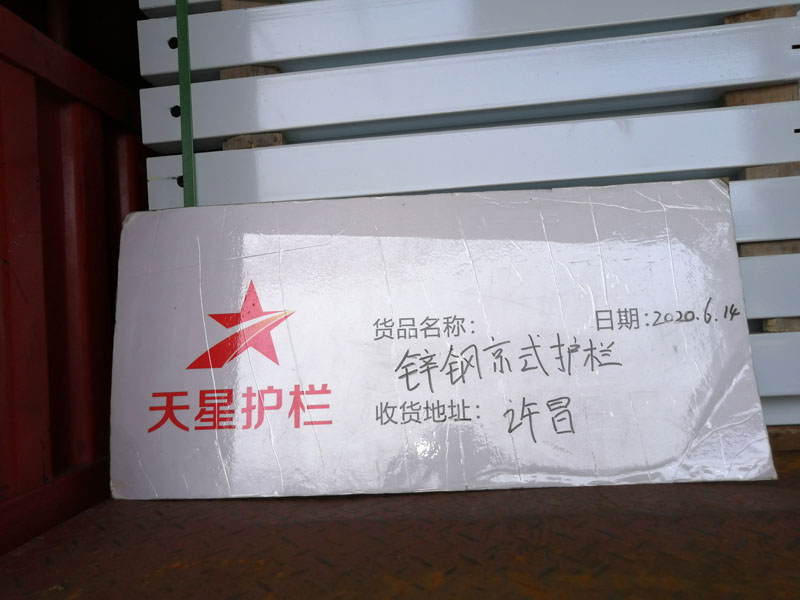 天星护栏
货品名称:
日期:2020.6.14
锌钢京式护栏
收货地址:许昌